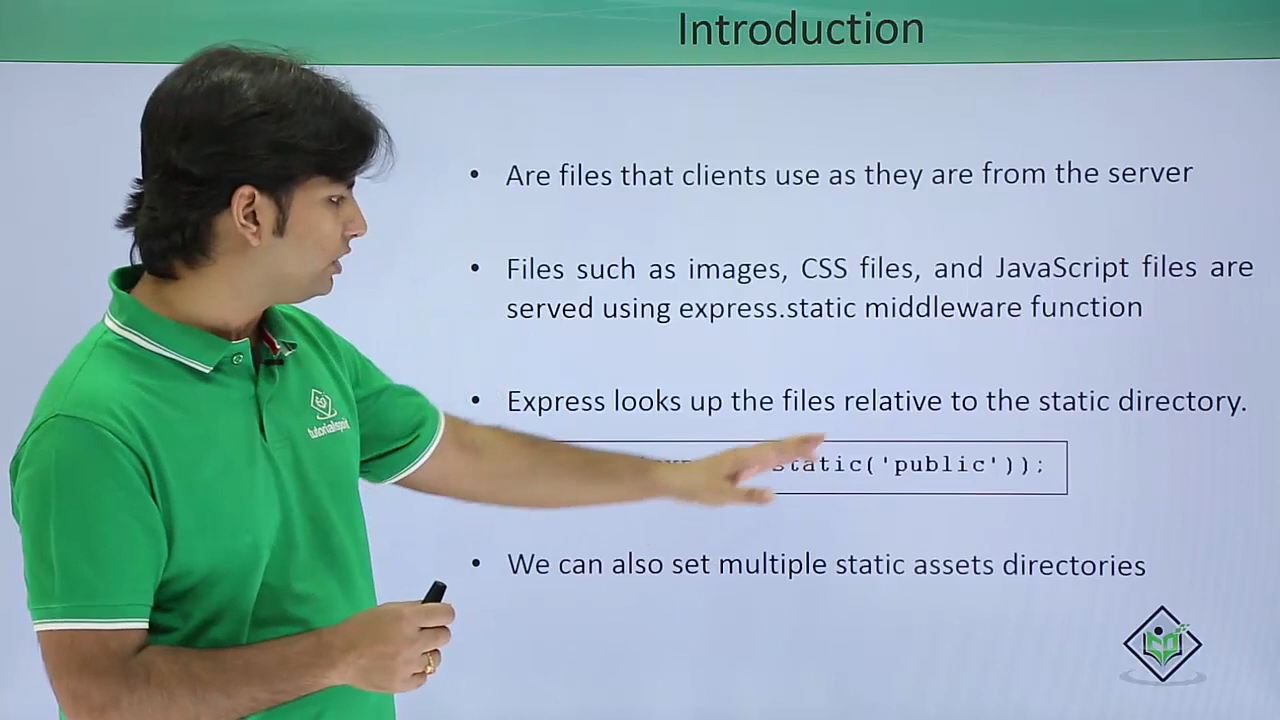 Introduction
• Are files that clients use as they are from the server
• Files such as images, CSS files, and JavaScript files are
served using express.static middleware function
• Express looks up the files relative to the static directory.
static('public'));
• We can also set multiple static assets directories
tutorialspoint